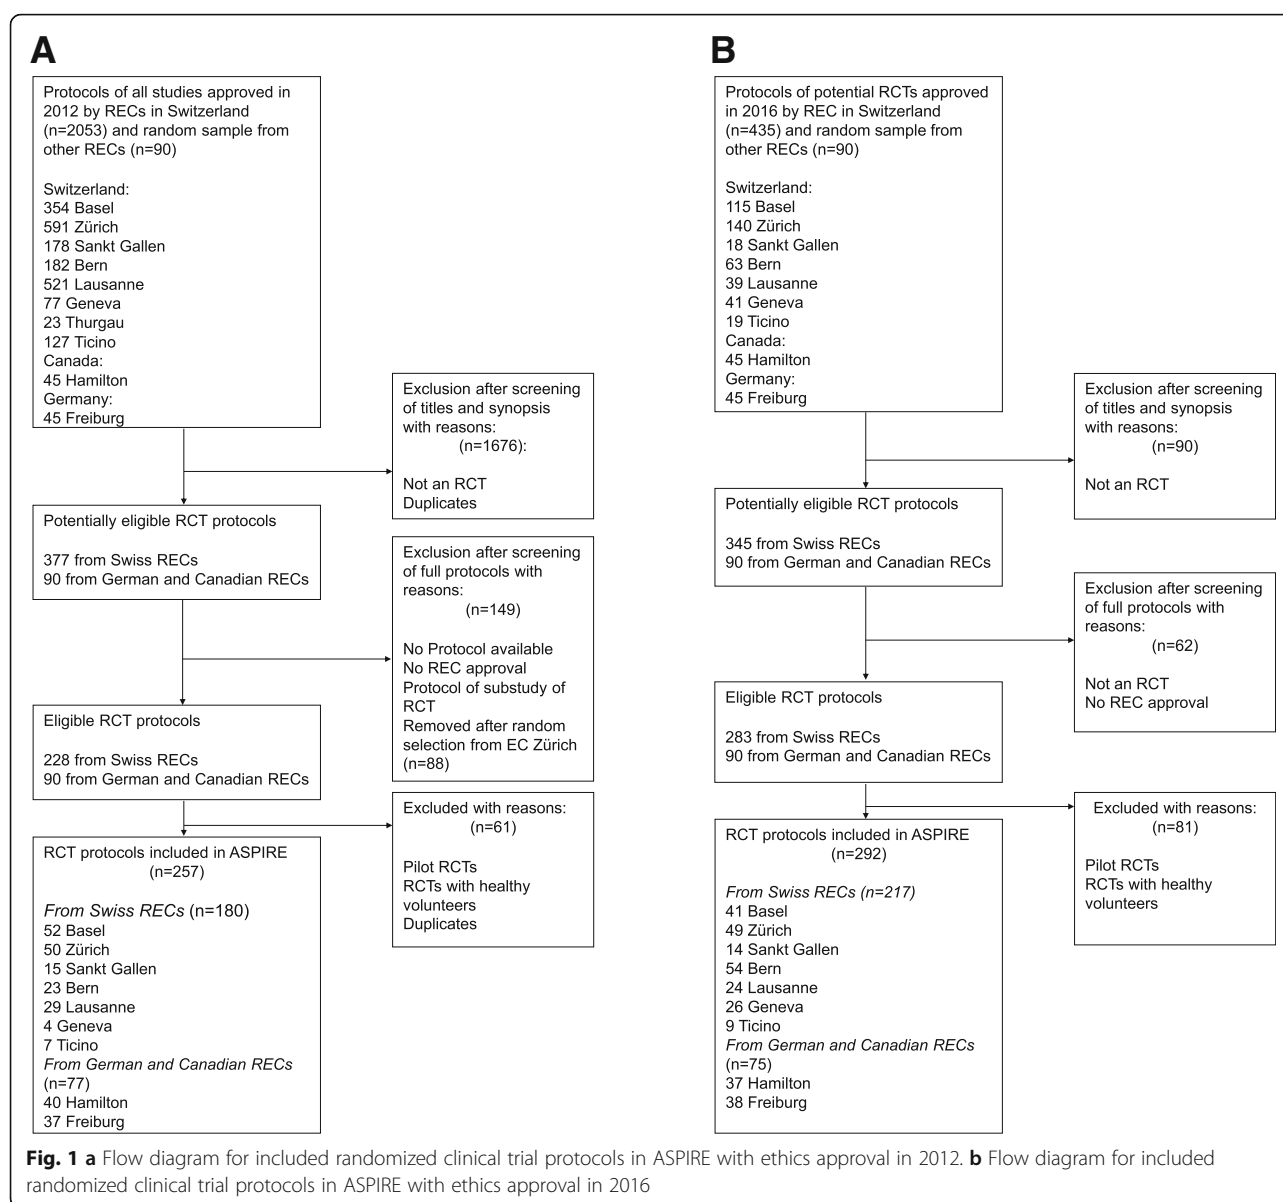 A
Protocols of all studies approved in
2012 by RECs in Switzerland
(n=2053) and random sample from
other RECs (n=90)
Switzerland:
354 Basel
591 Zürich
178 Sankt Gallen
182 Bern
521 Lausanne
77 Geneva
23 Thurgau
127 Ticino
Canada:
45 Hamilton
Germany:
45 Freiburg
Exclusion after screening
of titles and synopsis
with reasons:
(n=1676):
Not an RCT
Duplicates
Potentially eligible RCT protocols
377 from Swiss RECs
90 from German and Canadian RECs
Exclusion after screening
of full protocols with
reasons:
(n=149)
No Protocol available
No REC approval
Protocol of substudy of
RCT
Removed after random
selection from EC Zürich
(n=88)
Eligible RCT protocols
228 from Swiss RECs
90 from German and Canadian RECs
Excluded with reasons:
(n=61)
Pilot RCTs
RCTs with healthy
volunteers
Duplicates
RCT protocols included in ASPIRE
(n=257)
From Swiss RECs (n=180)
52 Basel
50 Zürich
15 Sankt Gallen
23 Bern
29 Lausanne
4 Geneva
7 Ticino
From German and Canadian RECs
(n=77)
40 Hamilton
37 Freiburg
B
Protocols of potential RCTs approved
in 2016 by REC in Switzerland
(n=435) and random sample from
other RECs (n=90)
Switzerland:
115 Basel
140 Zürich
18 Sankt Gallen
63 Bern
39 Lausanne
41 Geneva
19 Ticino
Canada:
45 Hamilton
Germany:
45 Freiburg
Exclusion after screening
of titles and synopsis
with reasons:
(n=90)
Not an RCT
Potentially eligible RCT protocols
345 from Swiss RECs
90 from German and Canadian RECs
Exclusion after screening
of full protocols with
reasons:
(n=62)
Not an RCT
No REC approval
Eligible RCT protocols
283 from Swiss RECs
90 from German and Canadian RECs
Excluded with reasons:
(n=81)
Pilot RCTs
RCTs with healthy
volunteers
RCT protocols included in ASPIRE
(n=292)
From Swiss RECs (n=217)
41 Basel
49 Zürich
14 Sankt Gallen
54 Bern
24 Lausanne
26 Geneva
9 Ticino
From German and Canadian RECs
(n=75)
37 Hamilton
38 Freiburg
Fig. 1 a Flow diagram for included randomized clinical trial protocols in ASPIRE with ethics approval in 2012. b Flow diagram for included
randomized clinical trial protocols in ASPIRE with ethics approval in 2016